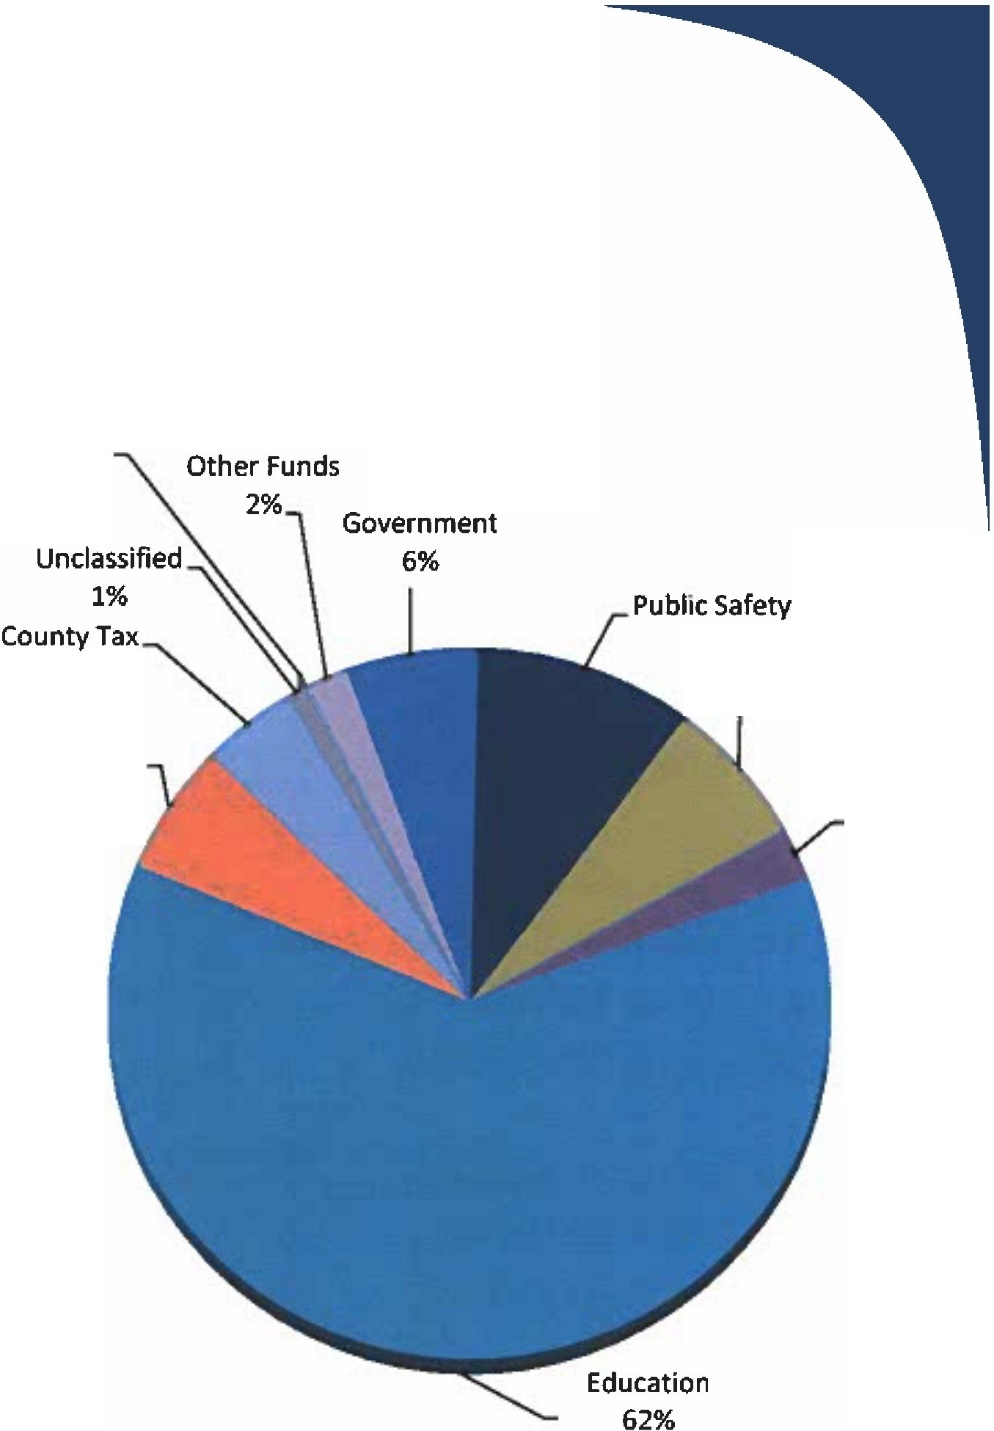 Other Funds
2%
Government
6%
Unclassified
1%
Public Safety
County Tax
Education
62%